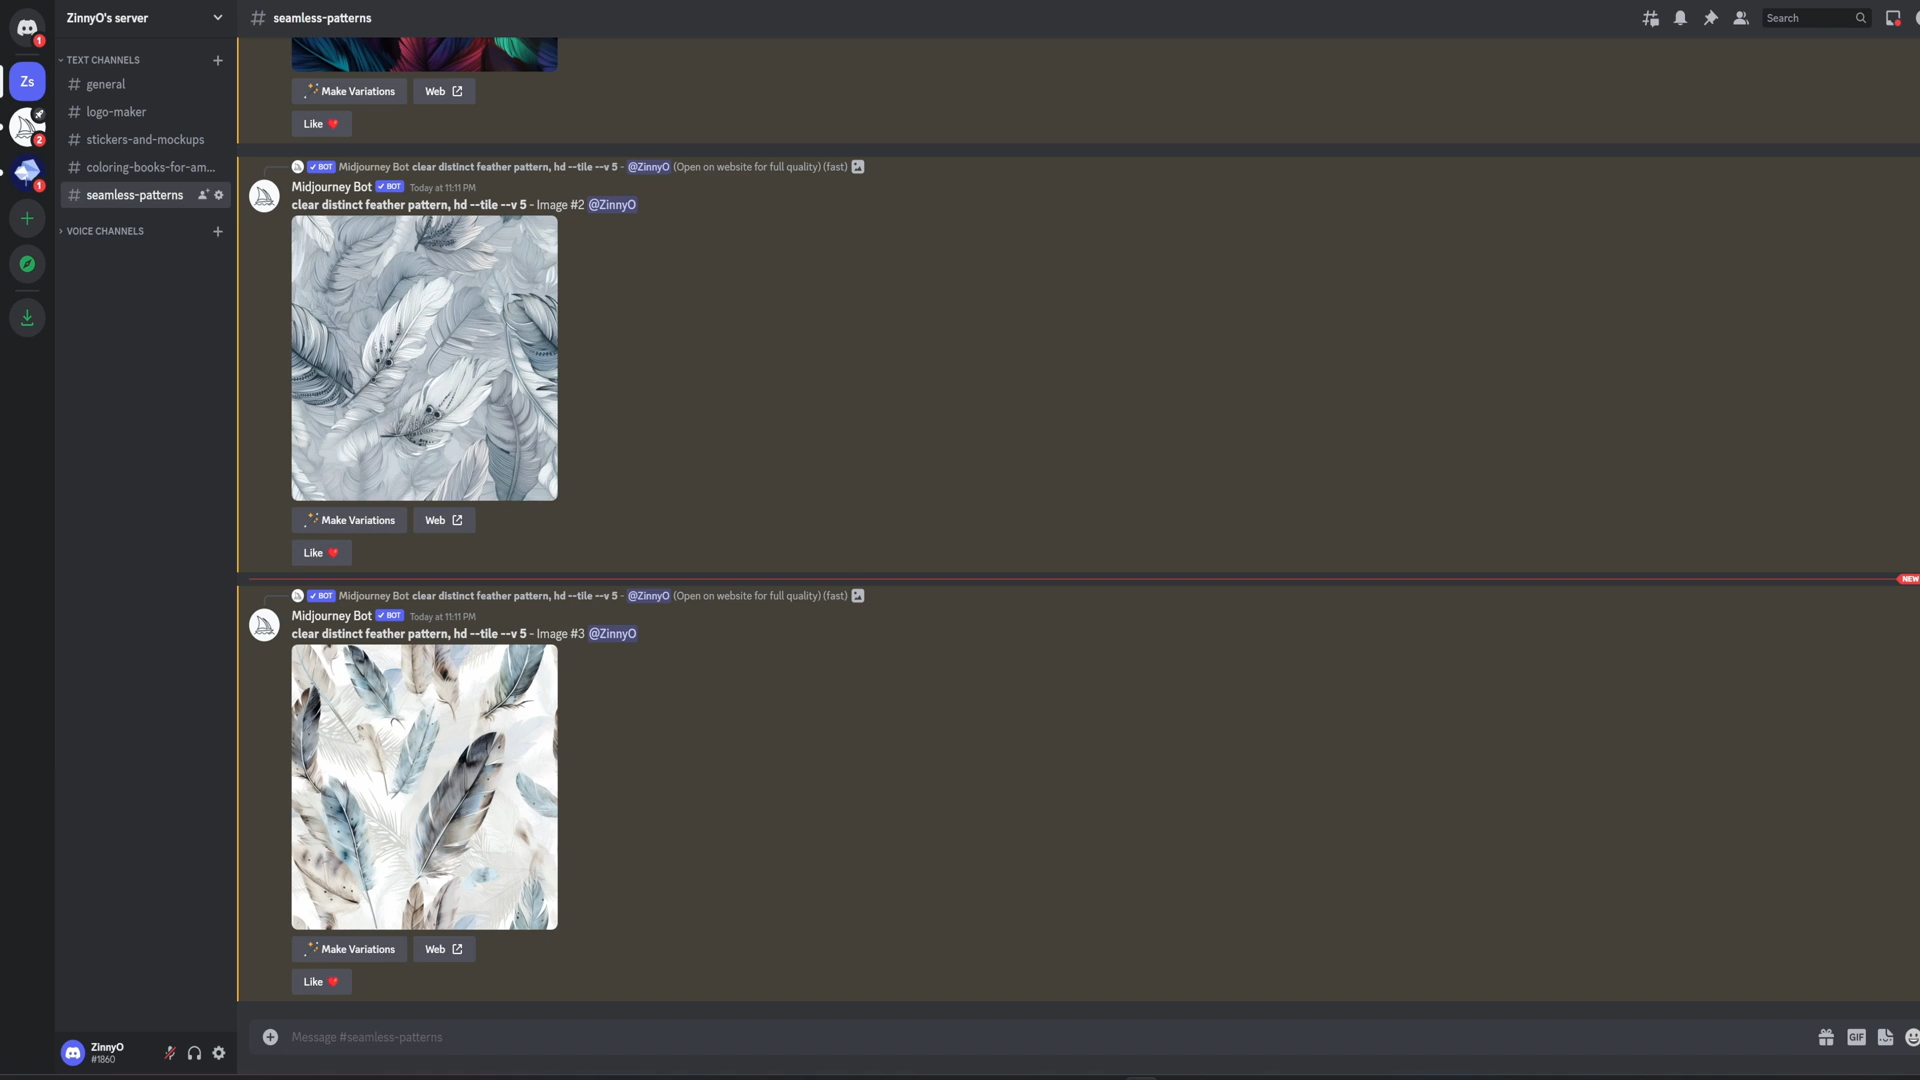 ZinnyO's server
# seamless-patterns
Search
1
TEXT CHANNELS
Zs
# general
# logo-maker
2
# stickers-and-mockups
# coloring-books-for-am...
1
# seamless-patterns
VOICE CHANNELS
Make Variations
Web
Like
BOT Midjourney Bot clear distinct feather pattern, hd --tile --v 5 - @ZinnyO (Open on website for full quality) (fast)
Midjourney Bot BOT Today at 11:11 PM
clear distinct feather pattern, hd --tile --v 5 - Image #2 @ZinnyO
Make Variations
Web
Like
NEW
BOT Midjourney Bot clear distinct feather pattern, hd --tile --v 5 - @ZinnyO (Open on website for full quality) (fast)
Midjourney Bot BOT Today at 11:11 PM
clear distinct feather pattern, hd --tile --v 5 - Image #3 @ZinnyO
Make Variations
Web
Like
Message #seamless-patterns
GIF
ZinnyO
#1860